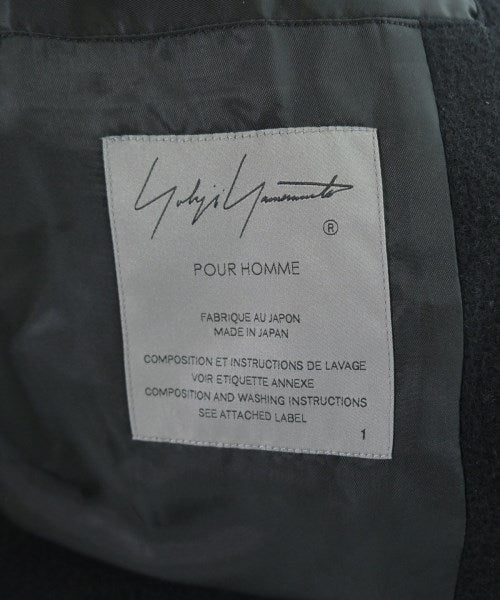 Yohji Yamamoto
®
POUR HOMME
FABRIQUE AU JAPON
MADE IN JAPAN
COMPOSITION ET INSTRUCTIONS DE LAVAGE
VOIR ETIQUETTE ANNEXE
COMPOSITION AND WASHING INSTRUCTIONS
SEE ATTACHED LABEL
1